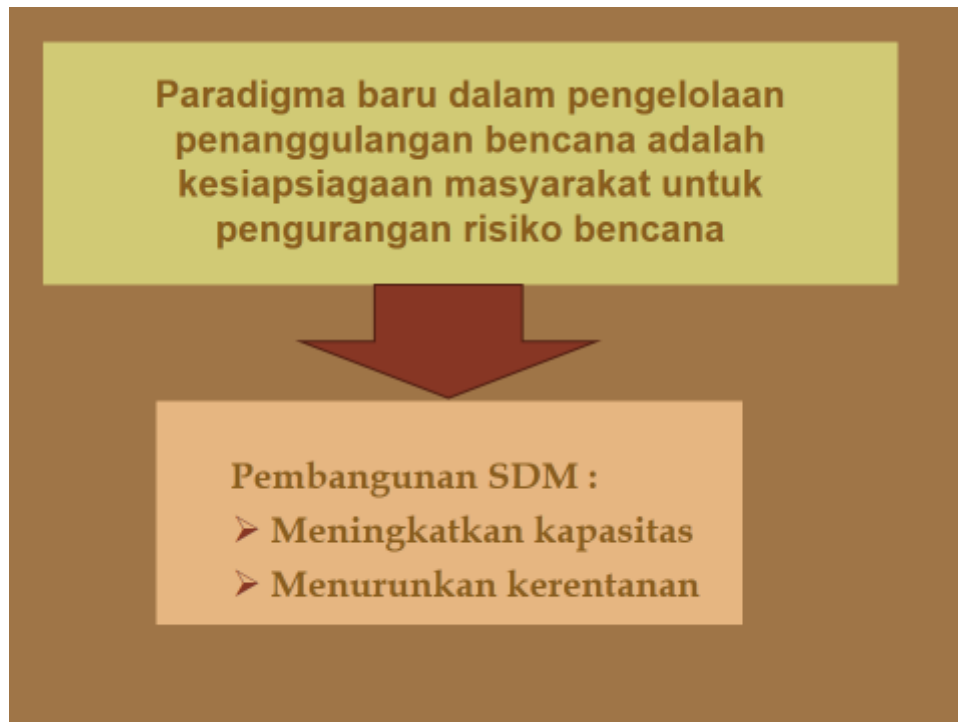 Paradigma baru dalam pengelolaan
penanggulangan bencana adalah
kesiapsiagaan masyarakat untuk
pengurangan risiko bencana
Pembangunan SDM :
➢ Meningkatkan kapasitas
➢ Menurunkan kerentanan